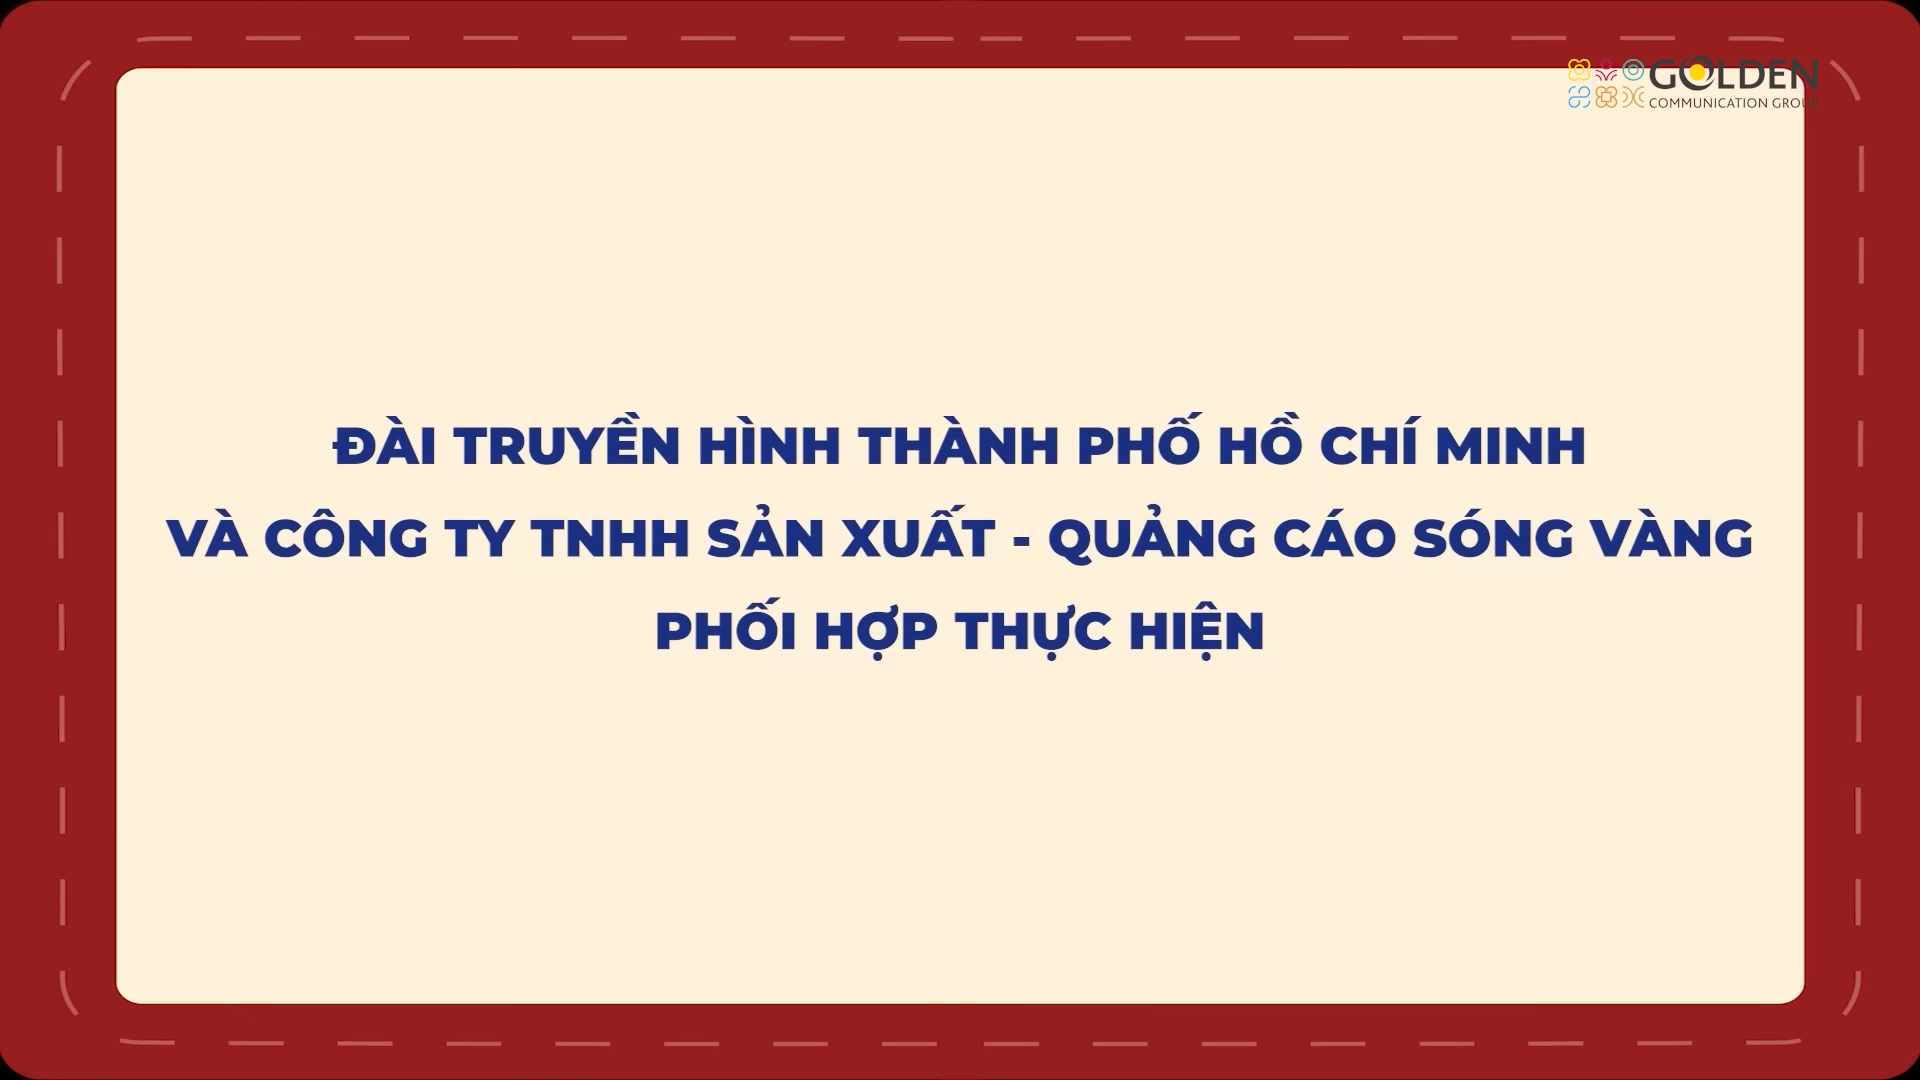 GOLDEN
COMMUNICATION GROUP
ĐÀI TRUYỀN HÌNH THÀNH PHỐ HỒ CHÍ MINH
VÀ CÔNG TY TNHH SẢN XUẤT - QUẢNG CÁO SÓNG VÀNG
PHỐI HỢP THỰC HIỆN